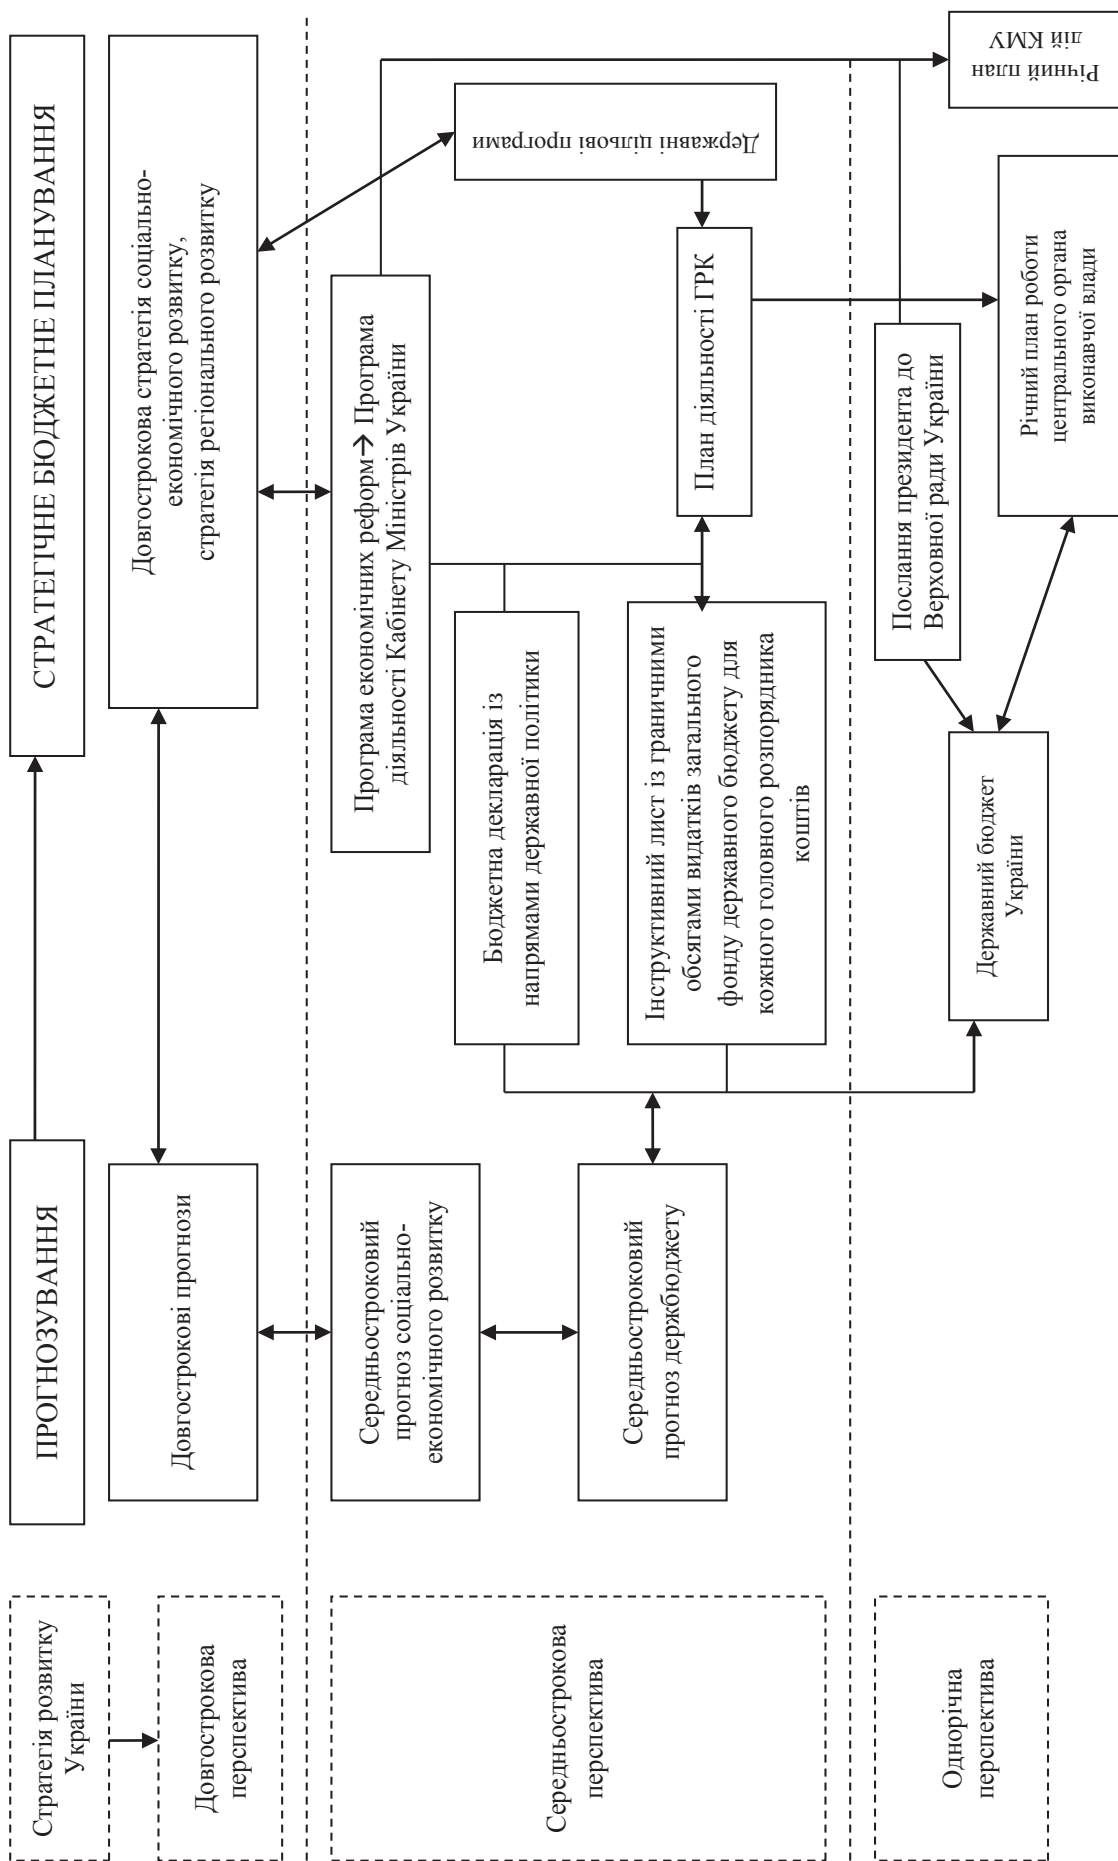 Стратегія розвитку
України
ПРОГНОЗУВАННЯ
СТРАТЕГІЧНЕ БЮДЖЕТНЕ ПЛАНУВАННЯ
Довгострокова
перспектива
Довгострокові прогнози
Довгострокова стратегія соціально-
економічного розвитку,
стратегія регіонального розвитку
Середньострокова
перспектива
Середньостроковий
прогноз соціально-
економічного розвитку
Програма економічних реформ→ Програма
діяльності Кабінету Міністрів України
Бюджетна декларація із
напрямами державної політики
Державні цільові програми
Середньостроковий
прогноз держбюджету
Інструктивний лист із граничними
обсягами видатків загального
фонду державного бюджету для
кожного головного розпорядника
коштів
План діяльності ГРК
Однорічна
перспектива
Послання президента до
Верховної ради України
Державний бюджет
України
Річний план роботи
центрального органа
виконавчої влади
Річний план
дій КМУ